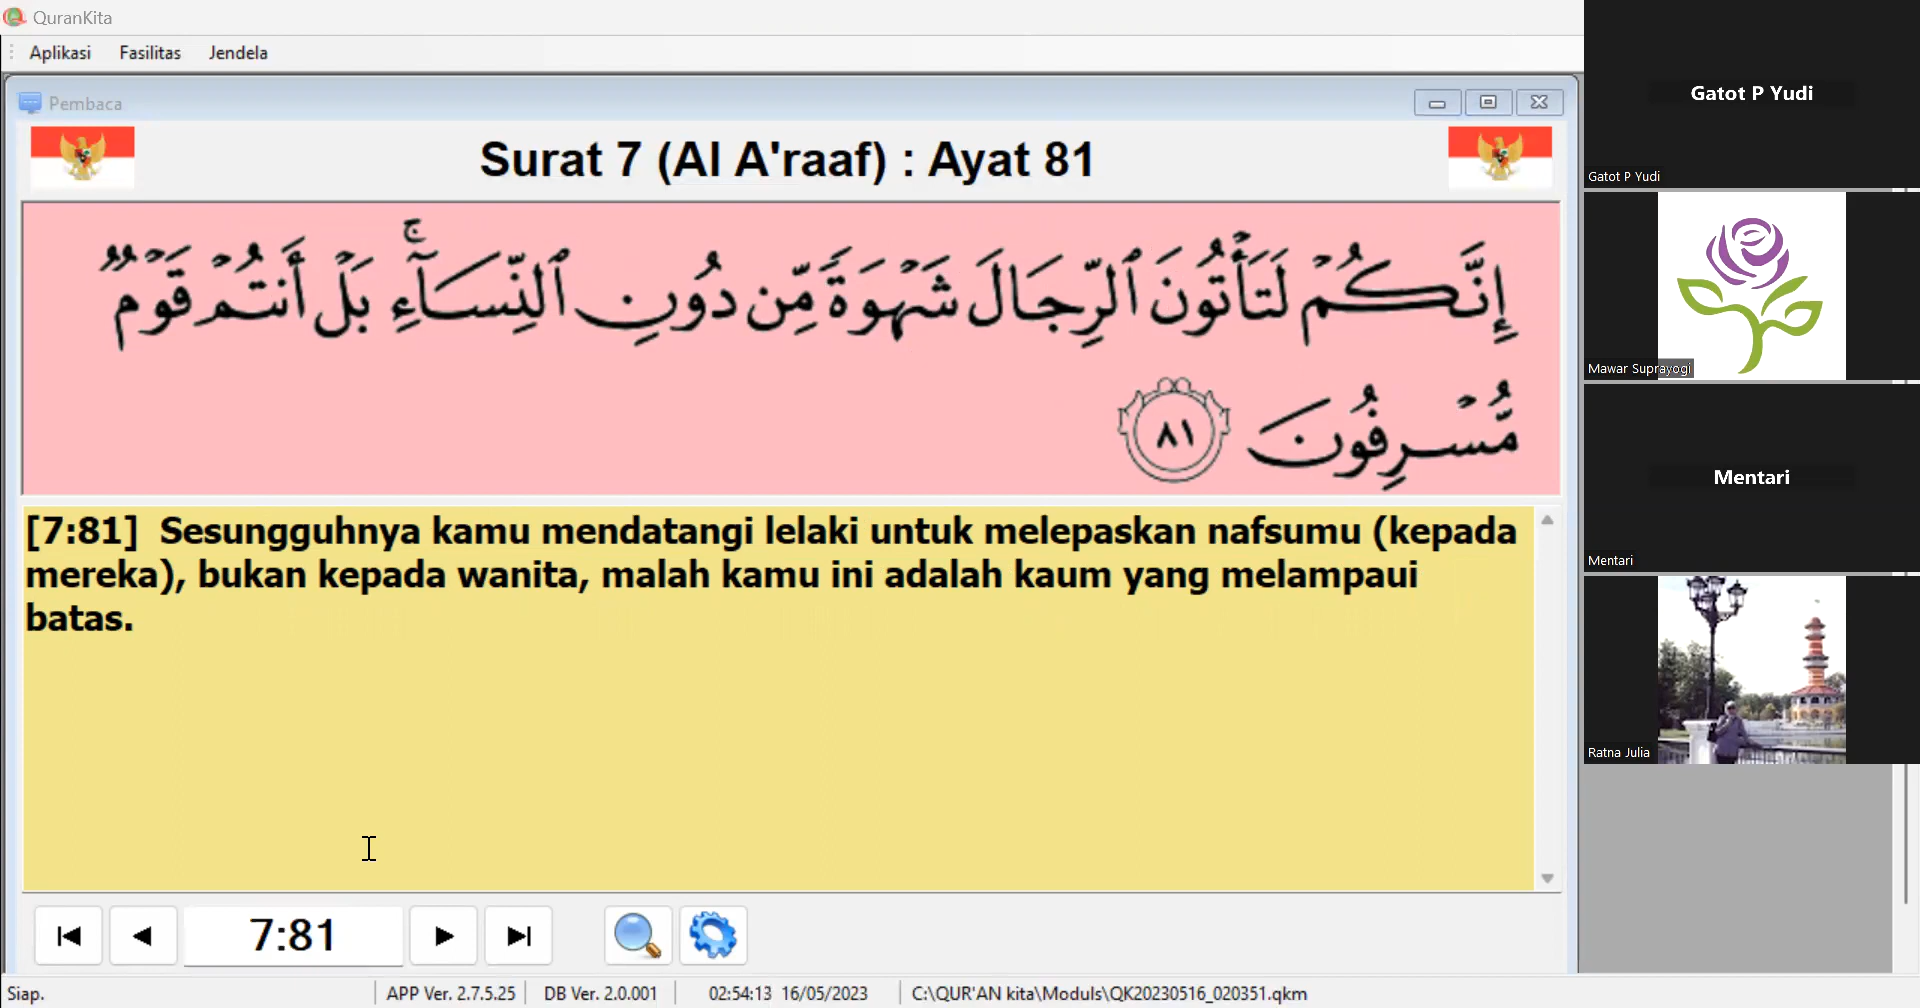 QuranKita
Aplikasi Fasilitas Jendela
Pembaca
Surat 7 (Al A'raaf) : Ayat 81
إِنَّكُمْ لَتَأْتُونَ ٱلرِّجَالَ شَهْوَةً مِّن دُونِ ٱلنِّسَآءِ ۚ بَلْ أَنتُمْ قَوْمٌ
مُّسْرِفُونَ ٨١
[7:81] Sesungguhnya kamu mendatangi lelaki untuk melepaskan nafsumu (kepada
mereka), bukan kepada wanita, malah kamu ini adalah kaum yang melampaui
batas.
7:81
Siap. APP Ver. 2.7.5.25 DB Ver. 2.0.001 02:54:13 16/05/2023 C:\QUR'AN kita\Moduls\QK20230516_020351.qkm
Gatot P Yudi
Gatot P Yudi
Mawar Suprayogi
Mentari
Mentari
Ratna Julia